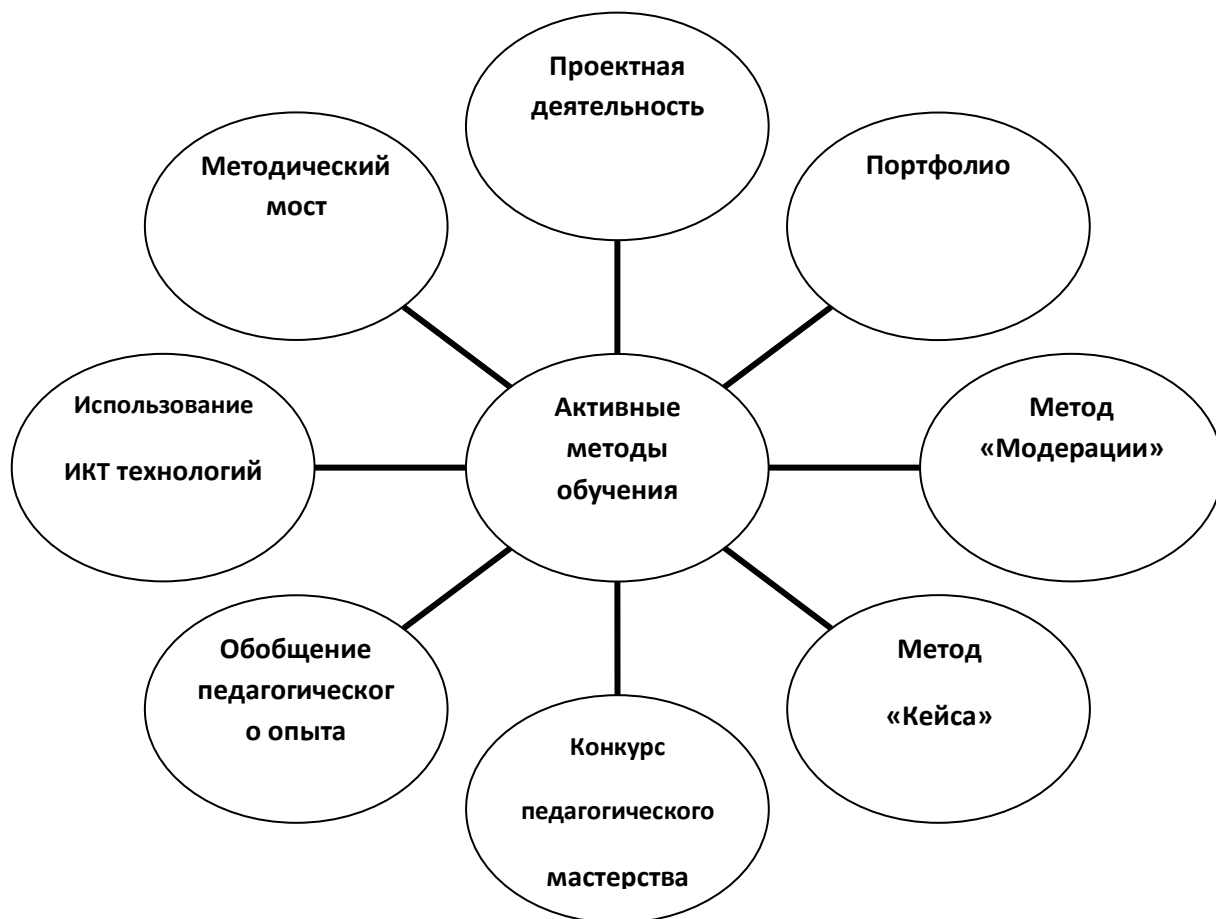 Проектная
деятельность
Методический
мост
Портфолио
Использование
ИКТ технологий
Активные
методы
обучения
Метод
«Модерации»
Обобщение
педагогическог
о опыта
Метод
«Кейса»
Конкурс
педагогического
мастерства